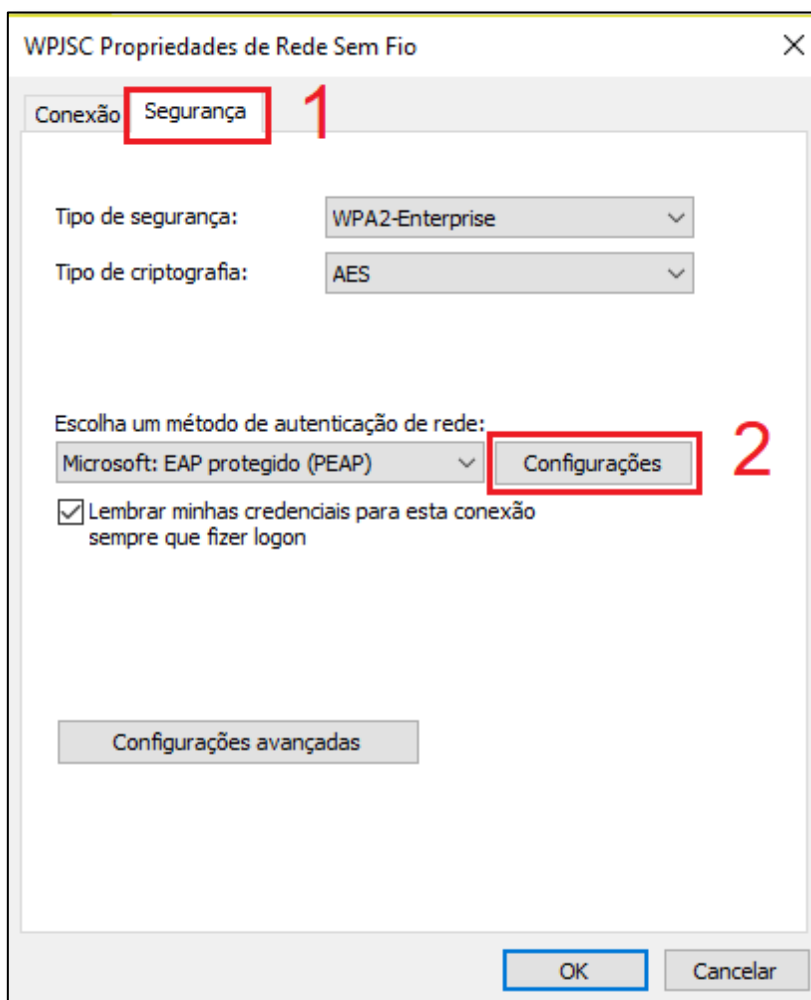 WPJSC Propriedades de Rede Sem Fio
Conexão Segurança 1
Tipo de segurança: WPA2-Enterprise
Tipo de criptografia: AES
Escolha um método de autenticação de rede:
Microsoft: EAP protegido (PEAP) Configurações 2
Lembrar minhas credenciais para esta conexão
sempre que fizer logon
Configurações avançadas
OK Cancelar